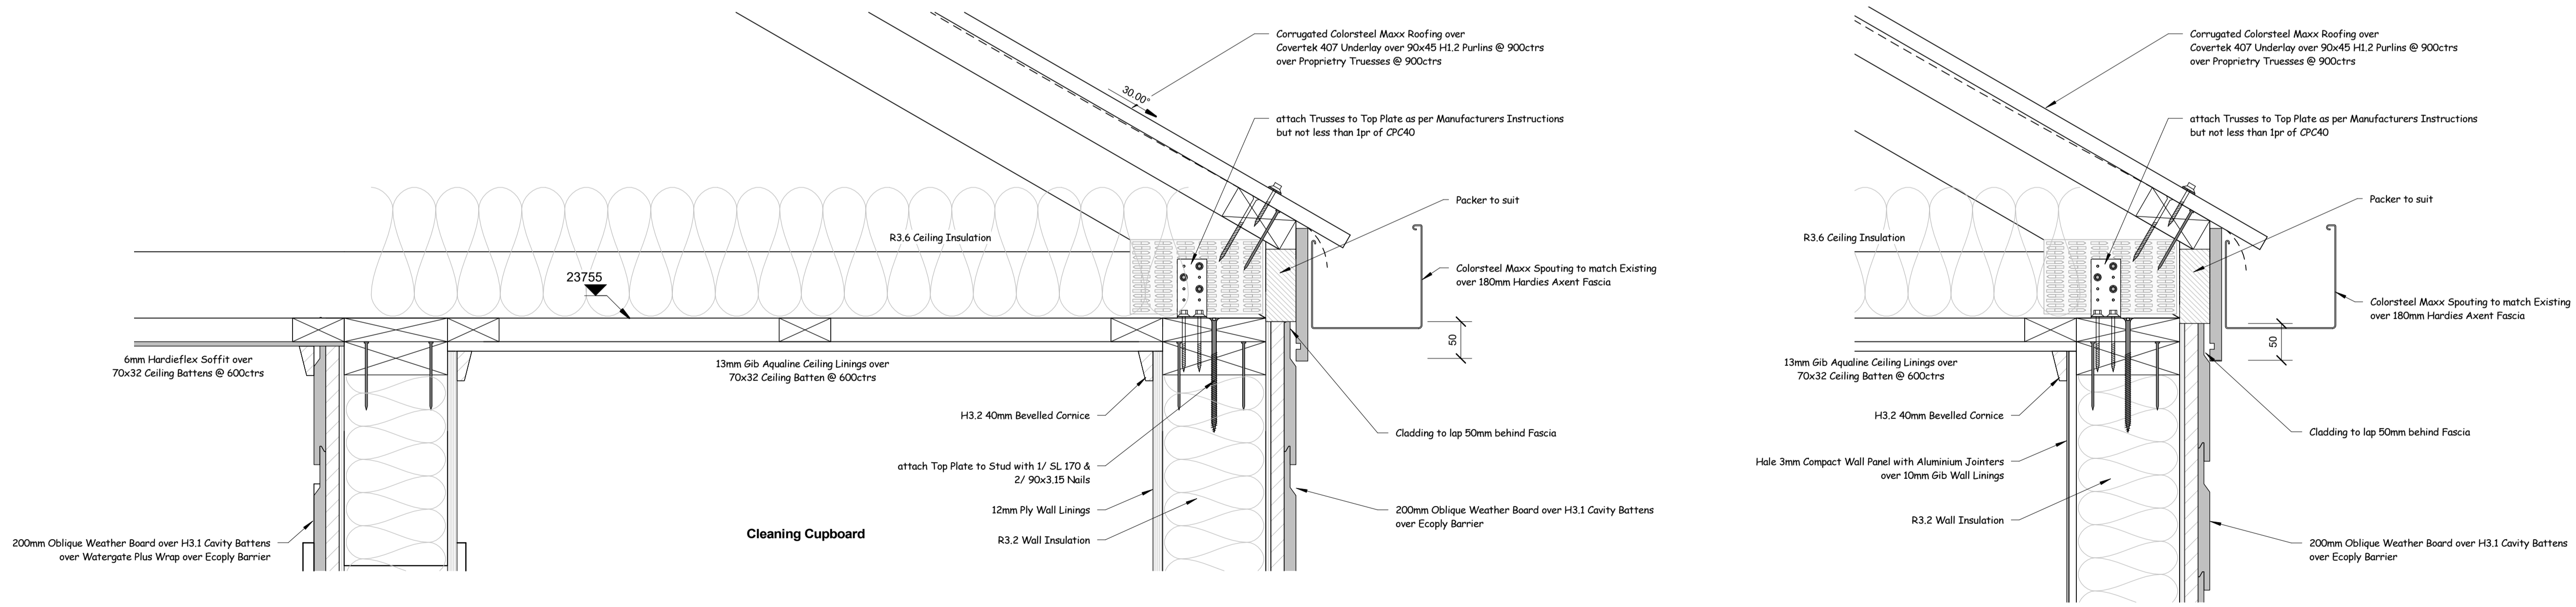 Corrugated Colorsteel Maxx Roofing over
Covertek 407 Underlay over 90x45 H1.2 Purlins @ 900ctrs
over Proprietry Truesses @ 900ctrs
30.00°
attach Trusses to Top Plate as per Manufacturers Instructions
but not less than 1pr of CPC40
Packer to suit
R3.6 Ceiling Insulation
23755
Colorsteel Maxx Spouting to match Existing
over 180mm Hardies Axent Fascia
50
6mm Hardieflex Soffit over
70x32 Ceiling Battens @ 600ctrs
13mm Gib Aqualine Ceiling Linings over
70x32 Ceiling Batten @ 600ctrs
H3.2 40mm Bevelled Cornice
Cladding to lap 50mm behind Fascia
attach Top Plate to Stud with 1/ SL 170 &
2/ 90x3.15 Nails
12mm Ply Wall Linings
200mm Oblique Weather Board over H3.1 Cavity Battens
over Ecoply Barrier
Cleaning Cupboard
R3.2 Wall Insulation
200mm Oblique Weather Board over H3.1 Cavity Battens
over Watergate Plus Wrap over Ecoply Barrier
Corrugated Colorsteel Maxx Roofing over
Covertek 407 Underlay over 90x45 H1.2 Purlins @ 900ctrs
over Proprietry Truesses @ 900ctrs
attach Trusses to Top Plate as per Manufacturers Instructions
but not less than 1pr of CPC40
Packer to suit
R3.6 Ceiling Insulation
Colorsteel Maxx Spouting to match Existing
over 180mm Hardies Axent Fascia
50
13mm Gib Aqualine Ceiling Linings over
70x32 Ceiling Batten @ 600ctrs
H3.2 40mm Bevelled Cornice
Cladding to lap 50mm behind Fascia
Hale 3mm Compact Wall Panel with Aluminium Jointers
over 10mm Gib Wall Linings
R3.2 Wall Insulation
200mm Oblique Weather Board over H3.1 Cavity Battens
over Ecoply Barrier